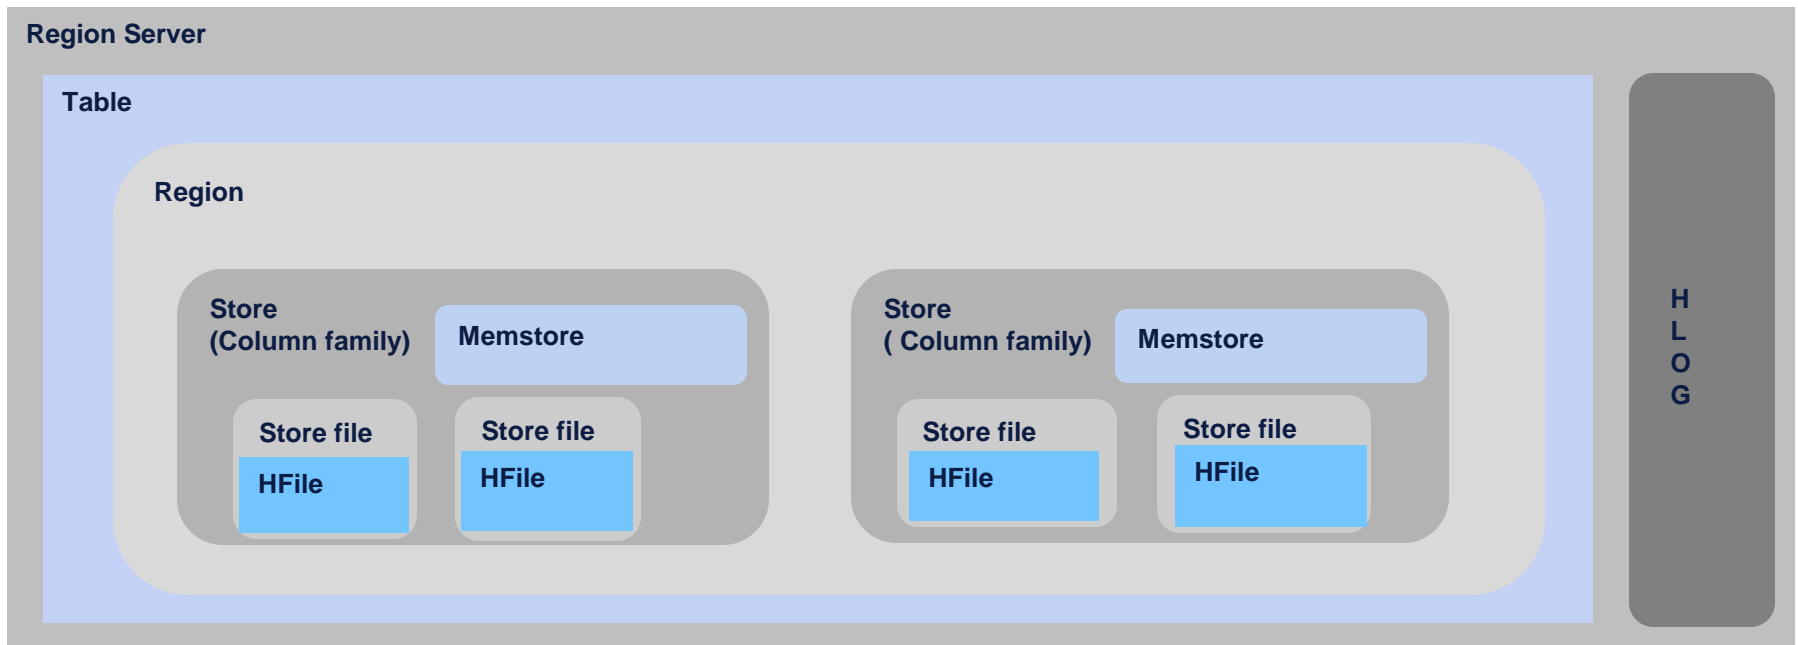 Region Server
Table
Region
Store
(Column family)
Memstore
Store file
HFile
Store file
HFile
Store
( Column family)
Memstore
Store file
HFile
Store file
HFile
H
L
O
G